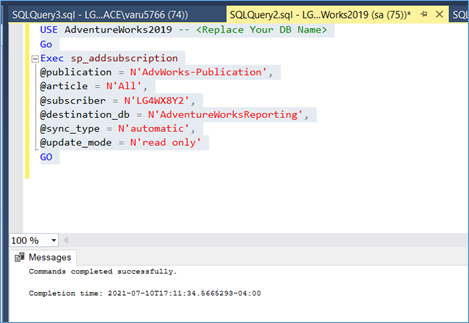 SQLQuery3.sql - LG...ACE\varu5766 (74))
SQLQuery2.sql - LG...Works2019 (sa (75))*
SQLQ
USE AdventureWorks2019 -- <Replace Your DB Name>
Go
Exec sp_addsubscription
@publication = N'AdvWorks-Publication',
@article = N'All',
@subscriber = N'LG4WX8Y2',
@destination_db = N'AdventureWorksReporting',
@sync_type = N'automatic',
@update_mode = N'read only'
GO
100 %
Messages
Commands completed successfully.
Completion time: 2021-07-10T17:11:34.5665293-04:00